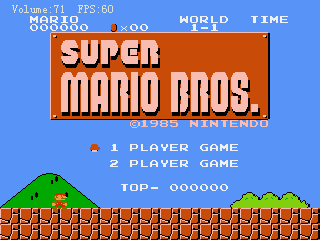 Volume:71 FPS:60
MARIO WORLD TIME
000000 ×00 1-1
SUPER
MARIO BROS.
©1985 NINTENDO
1 PLAYER GAME
2 PLAYER GAME
TOP- 000000